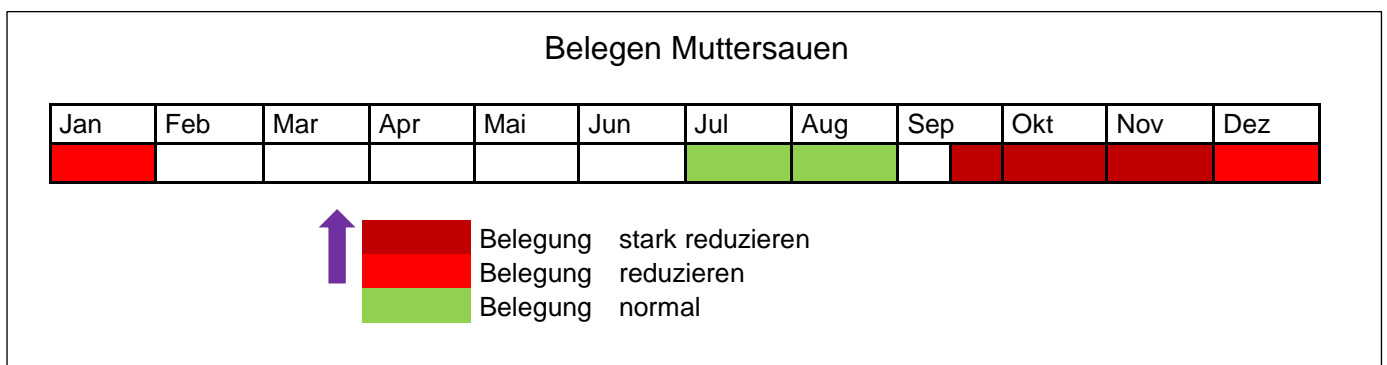 Belegen Muttersauen
Jan Feb Mar Apr Mai Jun Jul Aug Sep Okt Nov Dez
Belegung stark reduzieren
Belegung reduzieren
Belegung normal